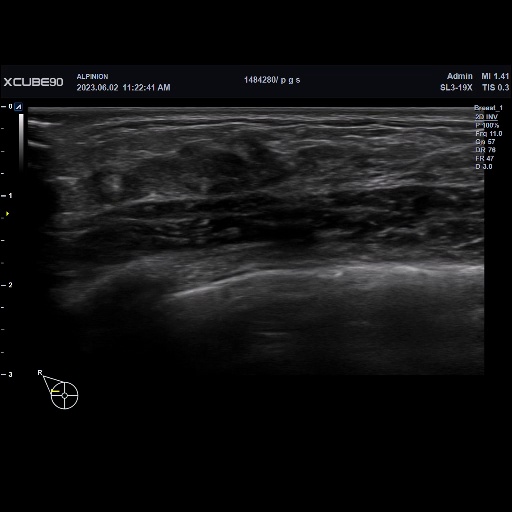 XCUBE90
ALPINION
2023.06.02 11:22:41 AM
1484280/ p g s
Admin MI 1.41
SL3-19X TIS 0.3
Breast_1
2D INV
P 100%
Frq 11.0
Gn 57
DR 76
FR 47
D 3.0
0
1
2
3
R